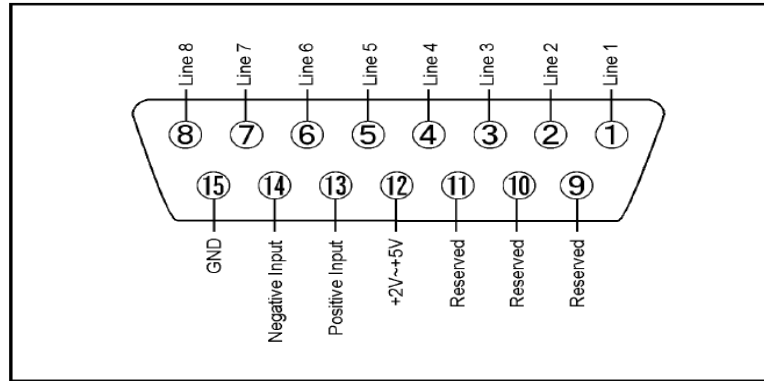 Line 8 Line 7 Line 6 Line 5 Line 4 Line 3 Line 2 Line 1
8 7 6 5 4 3 2 1
15 14 13 12 11 10 9
GND Negative Input Positive Input +2V~+5V Reserved Reserved Reserved